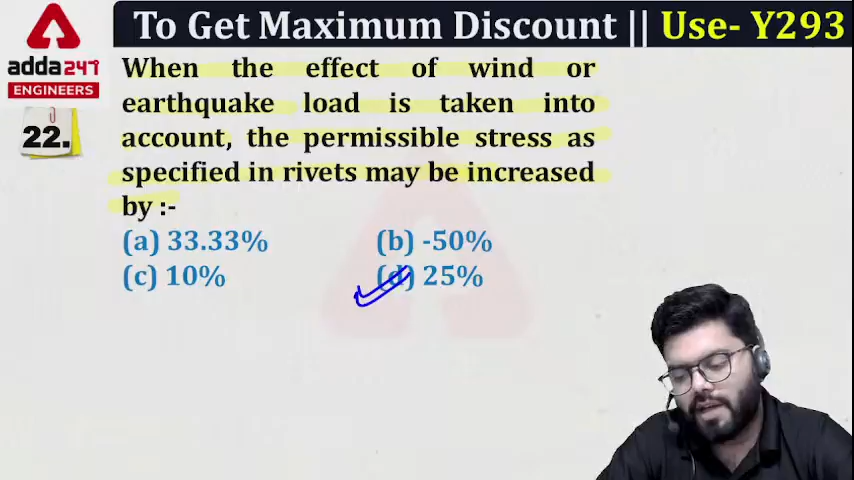 To Get Maximum Discount || Use- Y293
adda247
ENGINEERS
22.
When the effect of wind or
earthquake load is taken into
account, the permissible stress as
specified in rivets may be increased
by :-
(a) 33.33% (b) -50%
(c) 10% (d) 25%